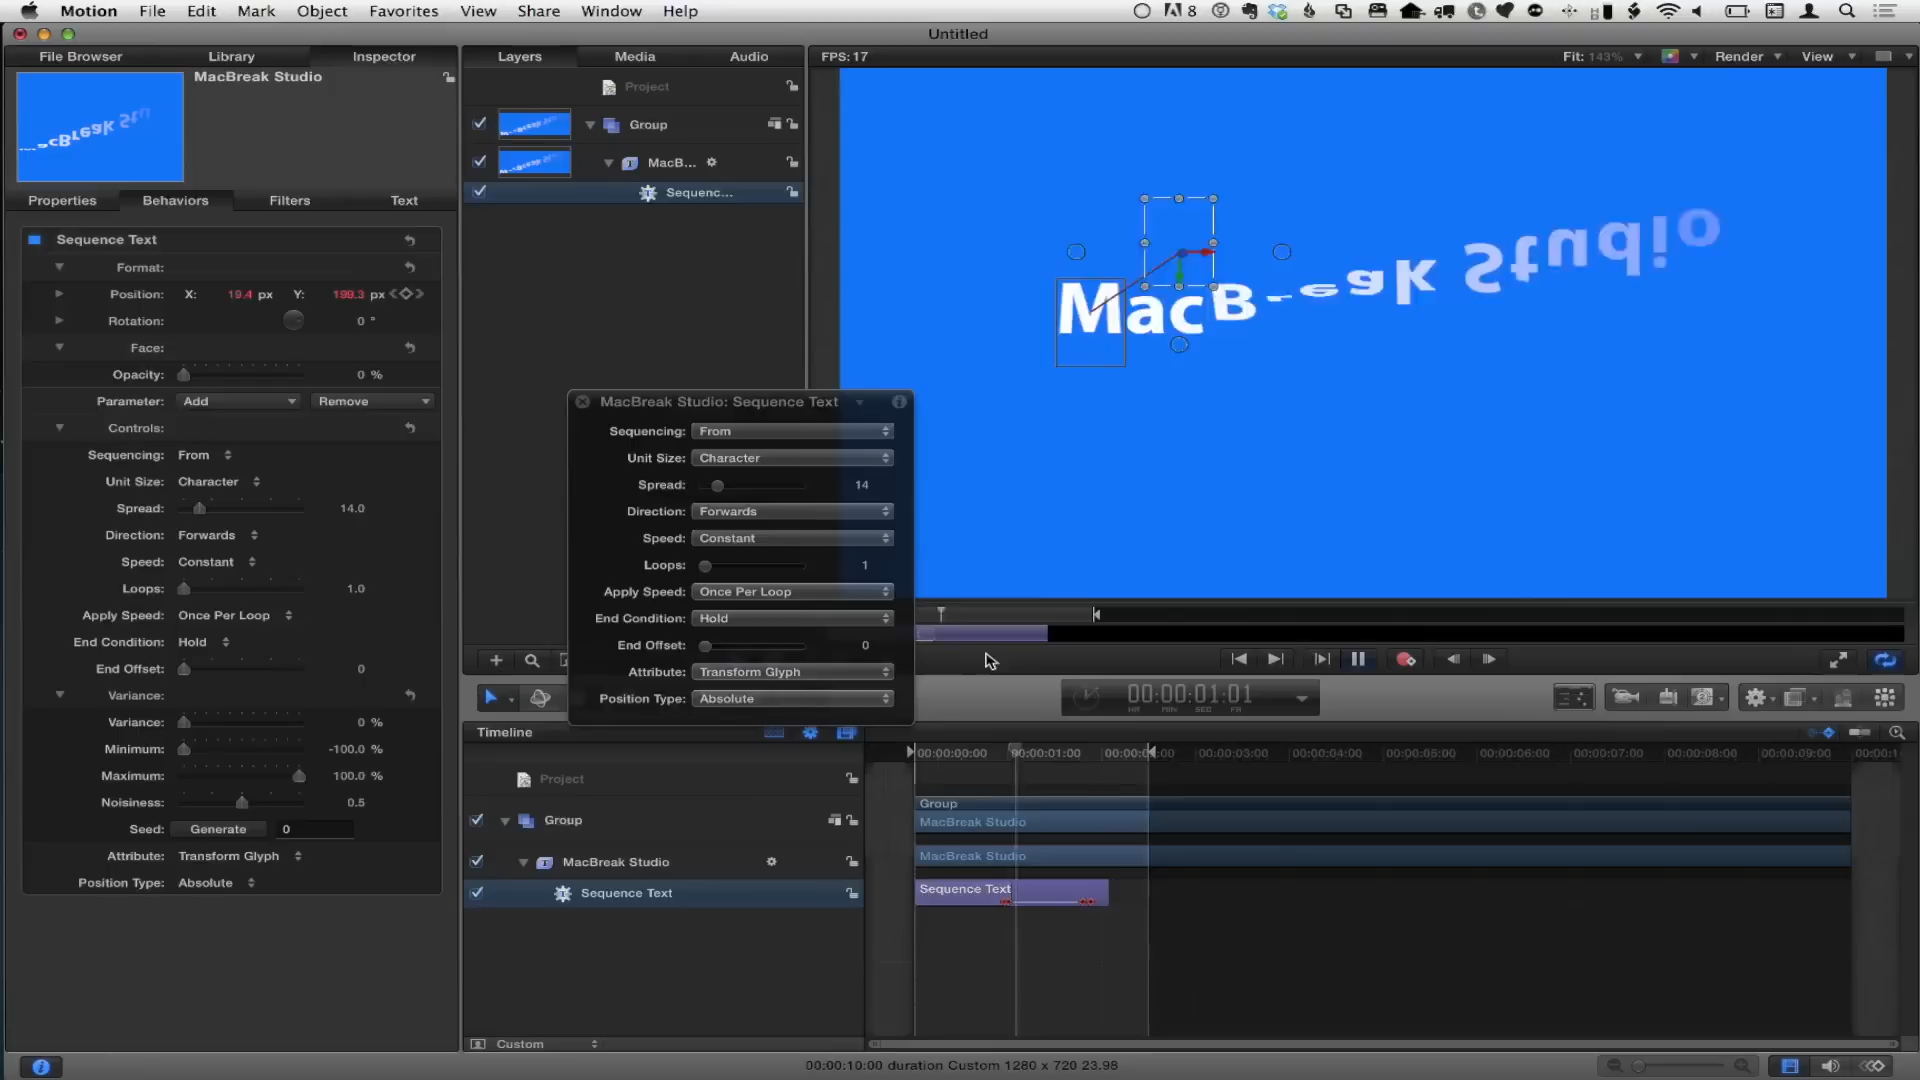 Motion File Edit Mark Object Favorites View Share Window Help
8
Untitled
File Browser Library Inspector
Layers Media Audio
FPS: 17
Fit: 143% Render View
MacBreak Studio
Project
Group
MacB...
Sequenc...
Properties Behaviors Filters Text
Sequence Text
Format:
Position: X: 19.4 px Y: 199.3 px
Rotation: 0 °
Face:
Opacity: 0 %
Parameter: Add Remove
Controls:
Sequencing: From
Unit Size: Character
Spread: 14.0
Direction: Forwards
Speed: Constant
Loops: 1.0
Apply Speed: Once Per Loop
End Condition: Hold
End Offset: 0
Variance:
Variance: 0 %
Minimum: -100.0 %
Maximum: 100.0 %
Noisiness: 0.5
Seed: Generate 0
Attribute: Transform Glyph
Position Type: Absolute
MacBreak Studio
MacBreak Studio: Sequence Text
Sequencing: From
Unit Size: Character
Spread: 14
Direction: Forwards
Speed: Constant
Loops: 1
Apply Speed: Once Per Loop
End Condition: Hold
End Offset: 0
Attribute: Transform Glyph
Position Type: Absolute
00:00:01:01
HR MIN SEC FR
Timeline
00:00:00:00 00:00:01:00 00:00:03:00 00:00:04:00 00:00:05:00 00:00:06:00 00:00:07:00 00:00:08:00 00:00:09:00
Project
Group
MacBreak Studio
Sequence Text
Group
MacBreak Studio
MacBreak Studio
Sequence Text
Custom
00:00:10:00 duration Custom 1280 x 720 23.98